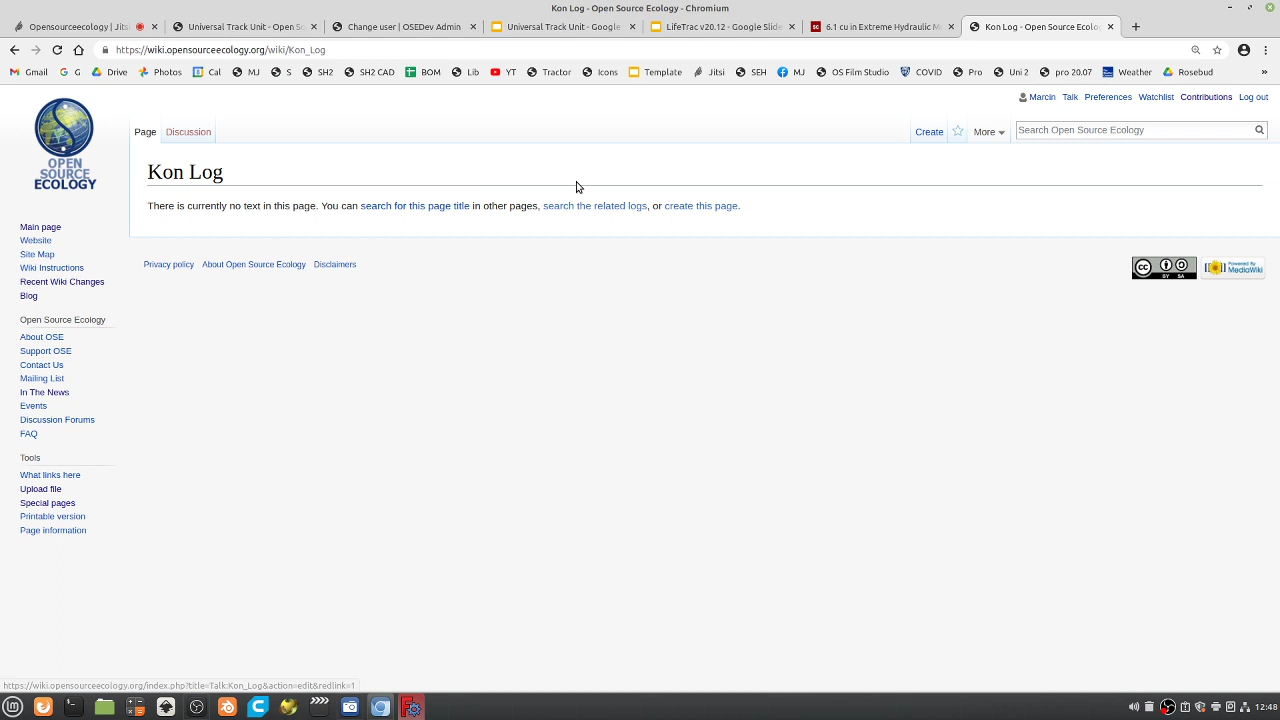 Kon Log - Open Source Ecology - Chromium
Opensourceecology | Jitsi
Universal Track Unit - Open So
Change user | OSEDev Admin
Universal Track Unit - Google
LifeTrac v20.12 - Google Slide
6.1 cu in Extreme Hydraulic M
Kon Log - Open Source Ecolog
https://wiki.opensourceecology.org/wiki/Kon_Log
Gmail G Drive Photos Cal MJ S SH2 SH2 CAD BOM Lib YT Tractor Icons Template Jitsi SEH MJ OS Film Studio COVID Pro Uni 2 pro 20.07 Weather Rosebud »
Marcin Talk Preferences Watchlist Contributions Log out
Page Discussion Create More Search Open Source Ecology
OPEN
SOURCE
ECOLOGY
Kon Log
There is currently no text in this page. You can search for this page title in other pages, search the related logs, or create this page.
Main page
Website
Site Map
Wiki Instructions
Recent Wiki Changes
Blog
Open Source Ecology
About OSE
Support OSE
Contact Us
Mailing List
In The News
Events
Discussion Forums
FAQ
Tools
What links here
Upload file
Special pages
Printable version
Page information
Privacy policy About Open Source Ecology Disclaimers
CC BY SA
Powered By
MediaWiki
https://wiki.opensourceecology.org/index.php?title=Talk:Kon_Log&action=edit&redlink=1
12:48